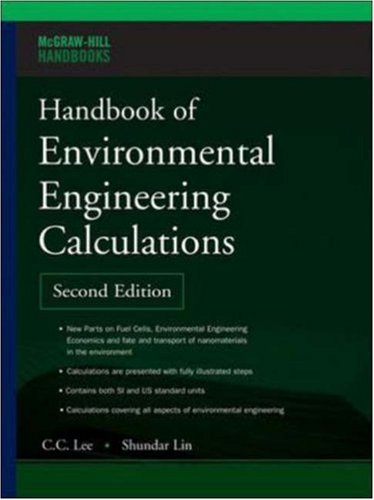 McGRAW-HILL
HANDBOOKS
Handbook of
Environmental
Engineering
Calculations
Second Edition
• New Parts on Fuel Cells, Environmental Engineering
Economics and fate and transport of nanomaterials
in the environment
• Calculations are presented with fully illustrated steps
• Contains both SI and US standard units
• Calculations covering all aspects of environmental engineering
C.C. Lee • Shundar Lin